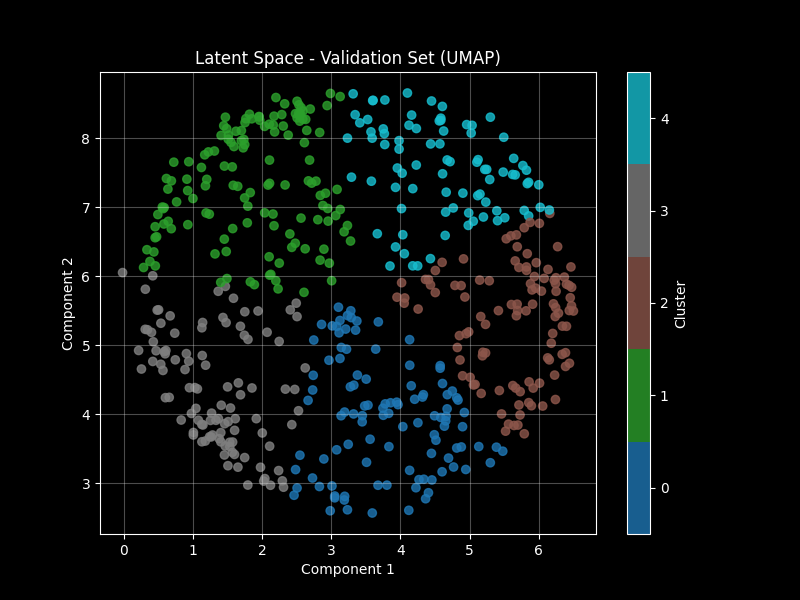 Latent Space - Validation Set (UMAP)
8
7
6
5
4
3
Component 2
0 1 2 3 4 5 6
Component 1
4
3
2
1
0
Cluster